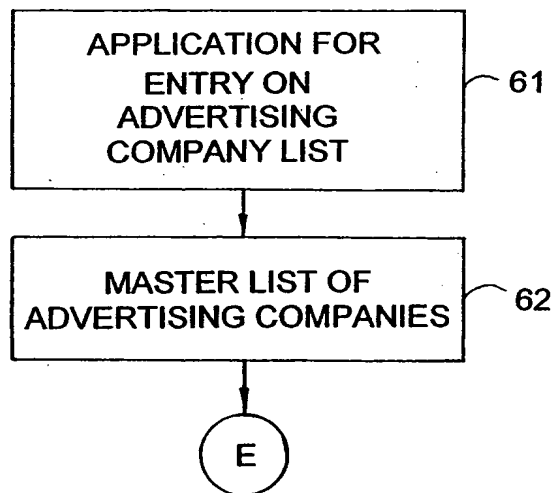 APPLICATION FOR
ENTRY ON
ADVERTISING
COMPANY LIST
61
MASTER LIST OF
ADVERTISING COMPANIES
62
E